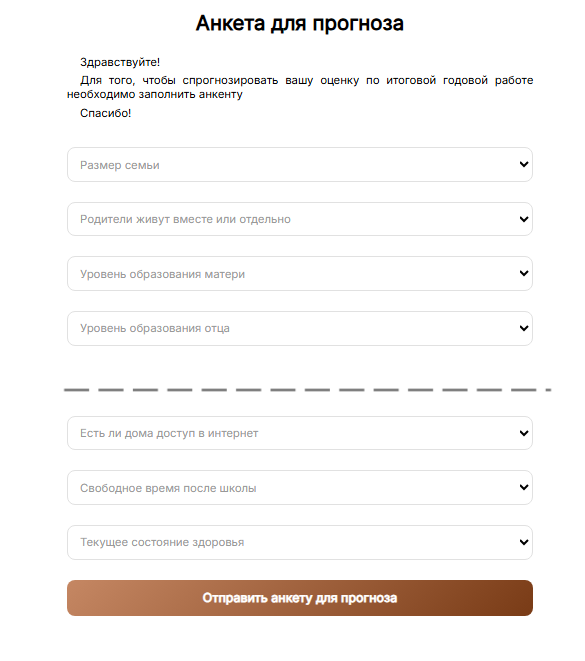 Анкета для прогноза
Здравствуйте!
Для того, чтобы спрогнозировать вашу оценку по итоговой годовой работе
необходимо заполнить анкенту
Спасибо!
Размер семьи
Родители живут вместе или отдельно
Уровень образования матери
Уровень образования отца
Есть ли дома доступ в интернет
Свободное время после школы
Текущее состояние здоровья
Отправить анкету для прогноза